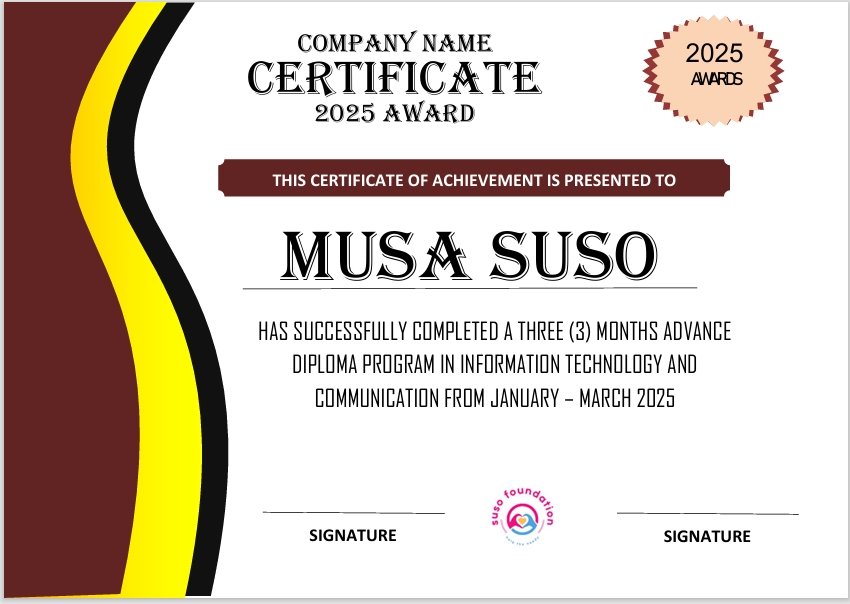 COMPANY NAME
CERTIFICATE
2025 AWARD
2025
AWARDS
THIS CERTIFICATE OF ACHIEVEMENT IS PRESENTED TO
MUSA SUSO
HAS SUCCESSFULLY COMPLETED A THREE (3) MONTHS ADVANCE
DIPLOMA PROGRAM IN INFORMATION TECHNOLOGY AND
COMMUNICATION FROM JANUARY – MARCH 2025
suso foundation
SIGNATURE
SIGNATURE